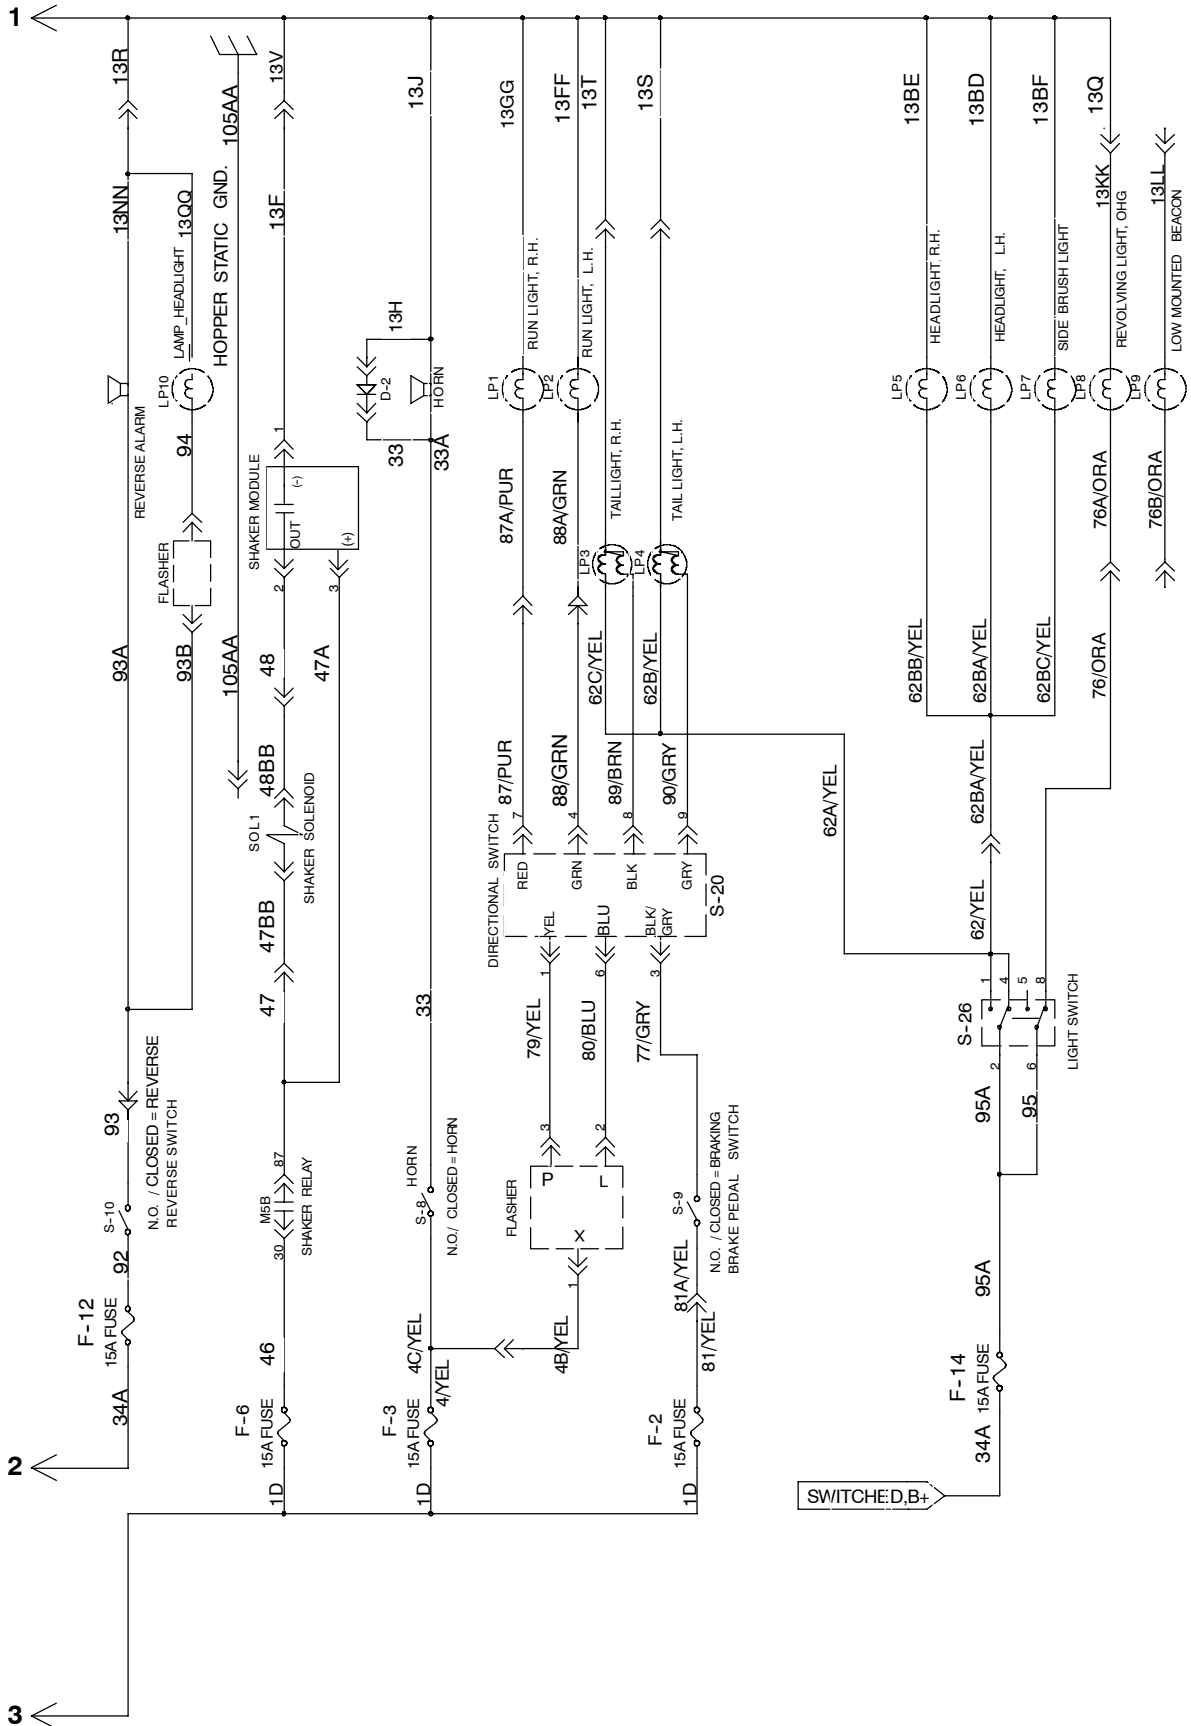 1
2
3
13R
13NN
13QQ
LAMP_HEADLIGHT
LP10
94
FLASHER
93B
93A
REVERSE ALARM
93
N.O. / CLOSED = REVERSE
REVERSE SWITCH
S-10
92
F-12
15A FUSE
34A
HOPPER STATIC GND.
105AA
105AA
13V
13F
1
SHAKER MODULE
(-)
OUT
(+)
2
3
48
47A
48BB
SOL1
SHAKER SOLENOID
47BB
47
87
M5B
SHAKER RELAY
30
46
F-6
15A FUSE
1D
13J
13H
D-2
HORN
33
33A
33
HORN
S-8
N.O./ CLOSED = HORN
4C/YEL
4/YEL
F-3
15A FUSE
1D
13GG
13FF
13T
13S
RUN LIGHT, R.H.
RUN LIGHT, L.H.
LP1
LP2
87A/PUR
88A/GRN
TAILLIGHT, R.H.
TAIL LIGHT, L.H.
LP3
LP4
62C/YEL
62B/YEL
87/PUR
88/GRN
89/BRN
90/GRY
7
4
8
9
DIRECTIONAL SWITCH
RED
GRN
BLK
GRY
YEL
BLU
BLK/
GRY
S-20
1
6
3
79/YEL
80/BLU
77/GRY
3
2
FLASHER
P
L
X
1
4B/YEL
S-9
N.O. / CLOSED = BRAKING
BRAKE PEDAL SWITCH
81A/YEL
81/YEL
F-2
15A FUSE
1D
13BE
13BD
13BF
13Q
13KK
13LL
HEADLIGHT, R.H.
HEADLIGHT, L.H.
SIDE BRUSH LIGHT
REVOLVING LIGHT, OHG
LOW MOUNTED BEACON
LP5
LP6
LP7
LP8
LP9
76A/ORA
76B/ORA
62BB/YEL
62BA/YEL
62BC/YEL
76/ORA
62A/YEL
62BA/YEL
62/YEL
1
4
5
8
S-26
LIGHT SWITCH
2
6
95A
95
95A
F-14
15A FUSE
34A
SWITCHED,B+